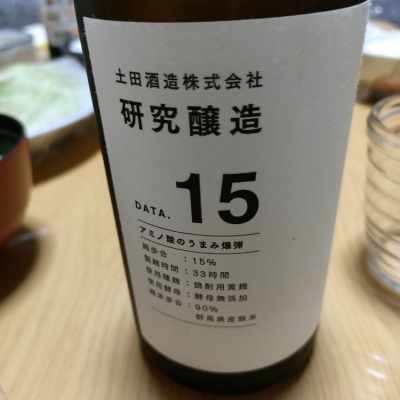 土田酒造株式会社
研究醸造
DATA. 15
アミノ酸のうまみ爆弾
麹歩合 : 15%
製麹時間 : 33時間
使用種麹 : 焼酎用黄麹
使用酵母 : 酵母無添加
精米歩合 : 90%
群馬県産飯米